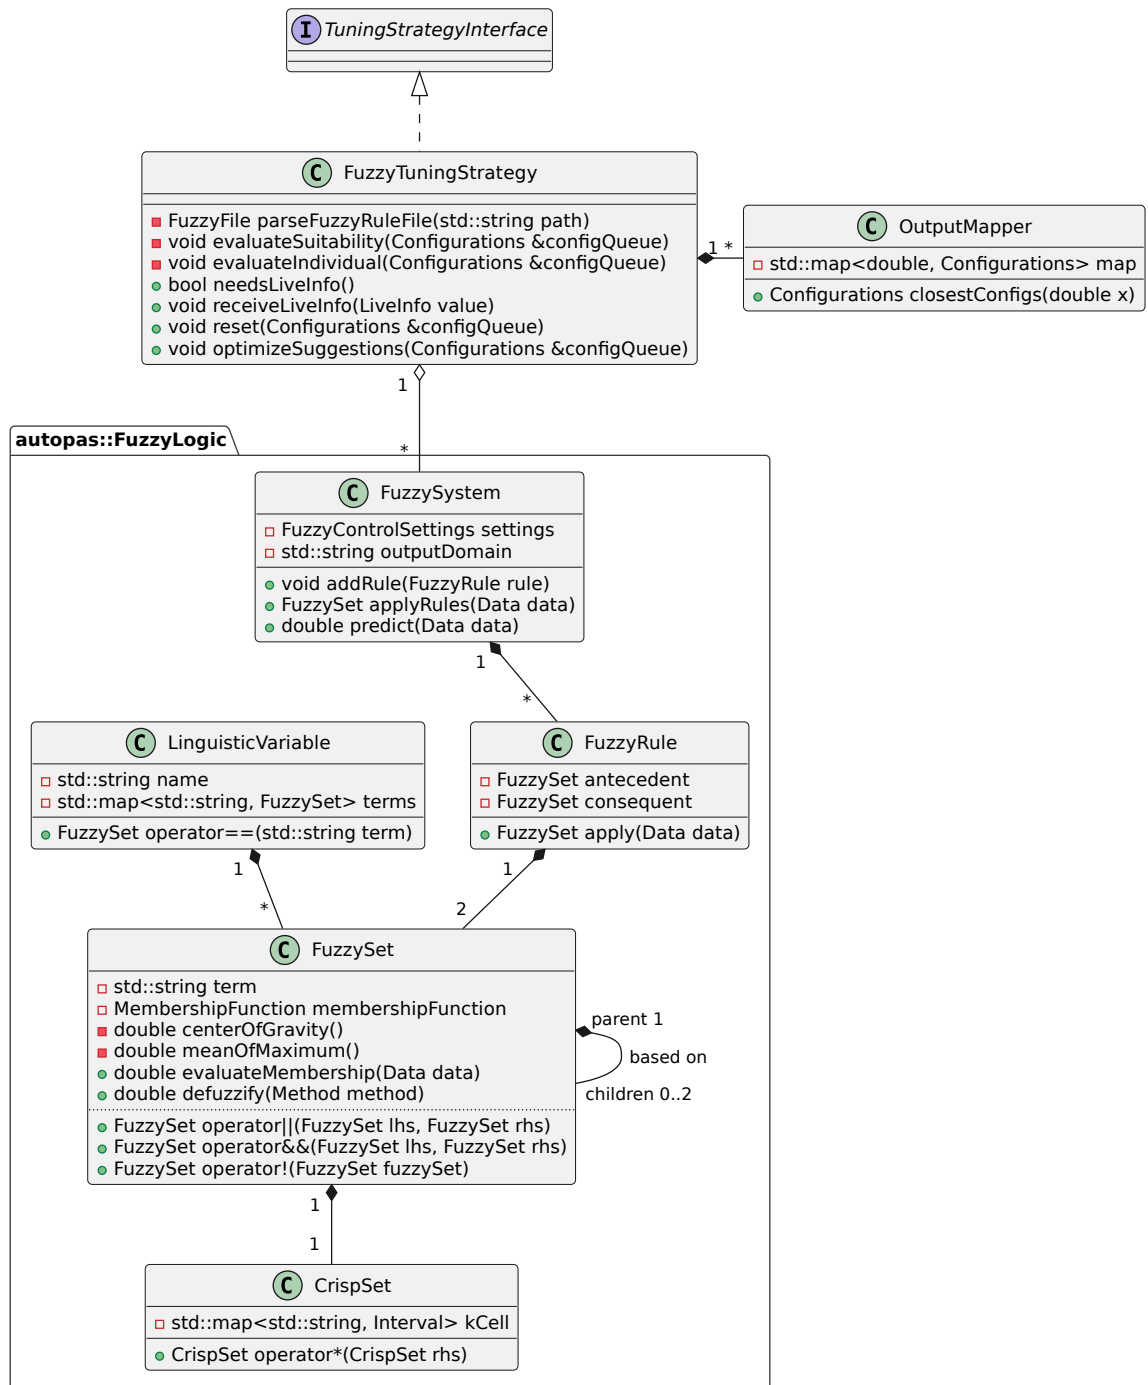 I TuningStrategyInterface
C FuzzyTuningStrategy
FuzzyFile parseFuzzyRuleFile(std::string path)
void evaluateSuitability(Configurations &configQueue)
void evaluateIndividual(Configurations &configQueue)
bool needsLiveInfo()
void receiveLiveInfo(LiveInfo value)
void reset(Configurations &configQueue)
void optimizeSuggestions(Configurations &configQueue)
1 *
C OutputMapper
std::map<double, Configurations> map
Configurations closestConfigs(double x)
1
*
autopas::FuzzyLogic
C FuzzySystem
FuzzyControlSettings settings
std::string outputDomain
void addRule(FuzzyRule rule)
FuzzySet applyRules(Data data)
double predict(Data data)
1
*
C LinguisticVariable
std::string name
std::map<std::string, FuzzySet> terms
FuzzySet operator==(std::string term)
C FuzzyRule
FuzzySet antecedent
FuzzySet consequent
FuzzySet apply(Data data)
1
*
1
2
C FuzzySet
std::string term
MembershipFunction membershipFunction
double centerOfGravity()
double meanOfMaximum()
double evaluateMembership(Data data)
double defuzzify(Method method)
FuzzySet operator||(FuzzySet lhs, FuzzySet rhs)
FuzzySet operator&&(FuzzySet lhs, FuzzySet rhs)
FuzzySet operator!(FuzzySet fuzzySet)
parent 1
based on
children 0..2
1
1
C CrispSet
std::map<std::string, Interval> kCell
CrispSet operator*(CrispSet rhs)